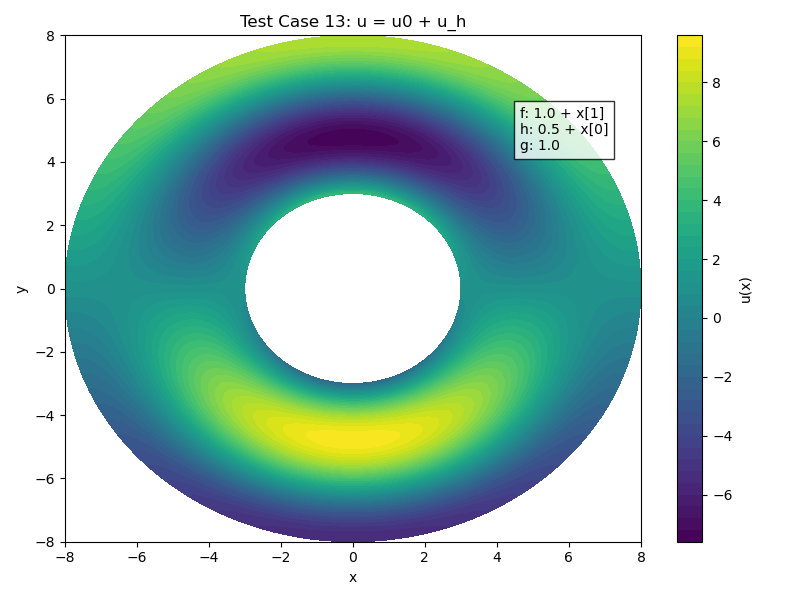 Test Case 13: u = u0 + u_h
f: 1.0 + x[1]
h: 0.5 + x[0]
g: 1.0
8
6
4
2
0
−2
−4
−6
−8
y
−8 −6 −4 −2 0 2 4 6 8
x
8
6
4
2
0
−2
−4
−6
u(x)